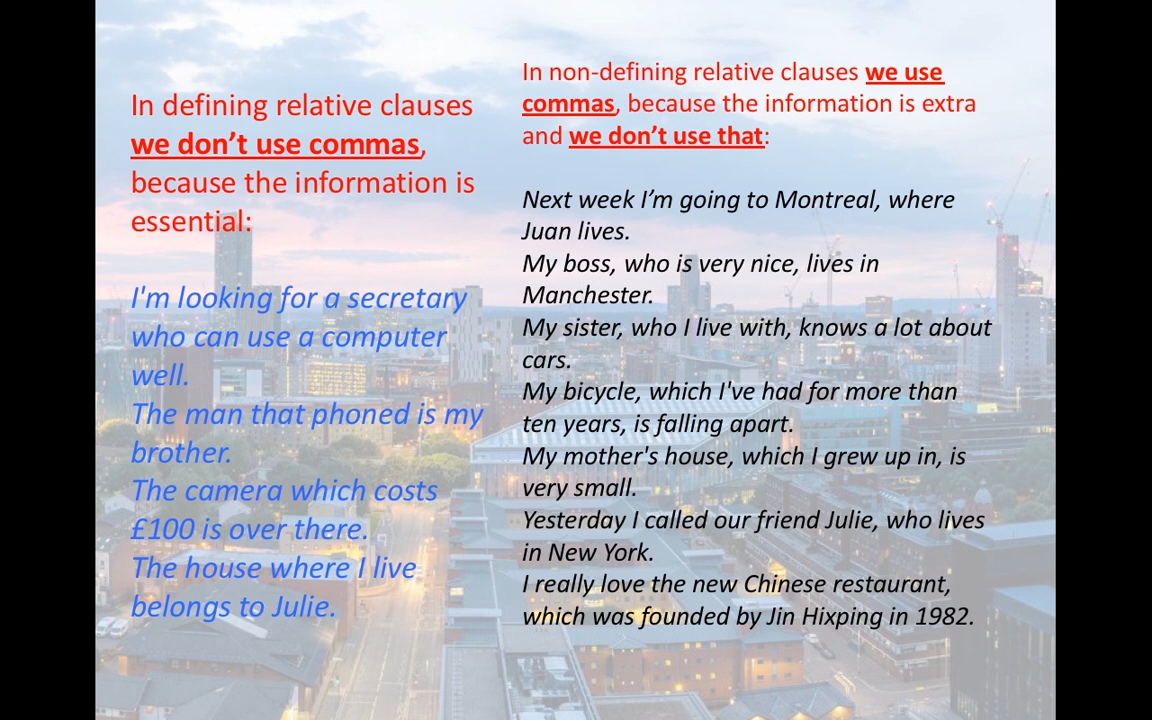 In defining relative clauses
we don’t use commas,
because the information is
essential:
I'm looking for a secretary
who can use a computer
well.
The man that phoned is my
brother.
The camera which costs
£100 is over there.
The house where I live
belongs to Julie.
In non-defining relative clauses we use
commas, because the information is extra
and we don’t use that:
Next week I’m going to Montreal, where
Juan lives.
My boss, who is very nice, lives in
Manchester.
My sister, who I live with, knows a lot about
cars.
My bicycle, which I've had for more than
ten years, is falling apart.
My mother's house, which I grew up in, is
very small.
Yesterday I called our friend Julie, who lives
in New York.
I really love the new Chinese restaurant,
which was founded by Jin Hixping in 1982.